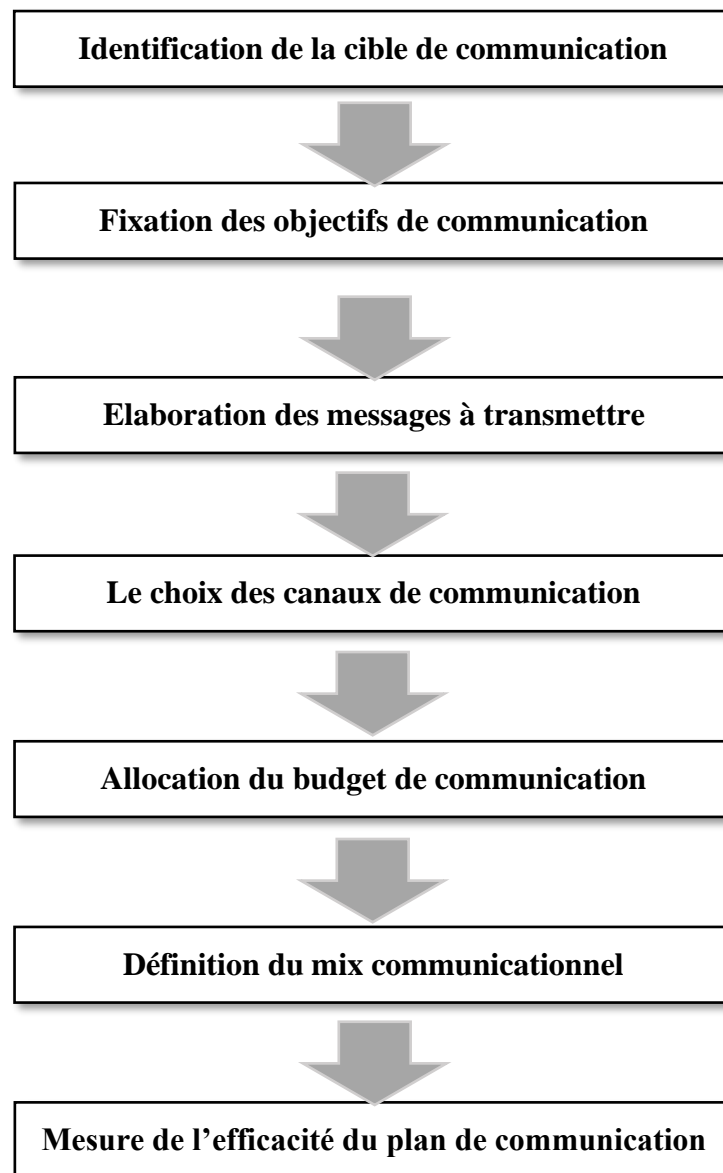 Identification de la cible de communication
Fixation des objectifs de communication
Elaboration des messages à transmettre
Le choix des canaux de communication
Allocation du budget de communication
Définition du mix communicationnel
Mesure de l’efficacité du plan de communication